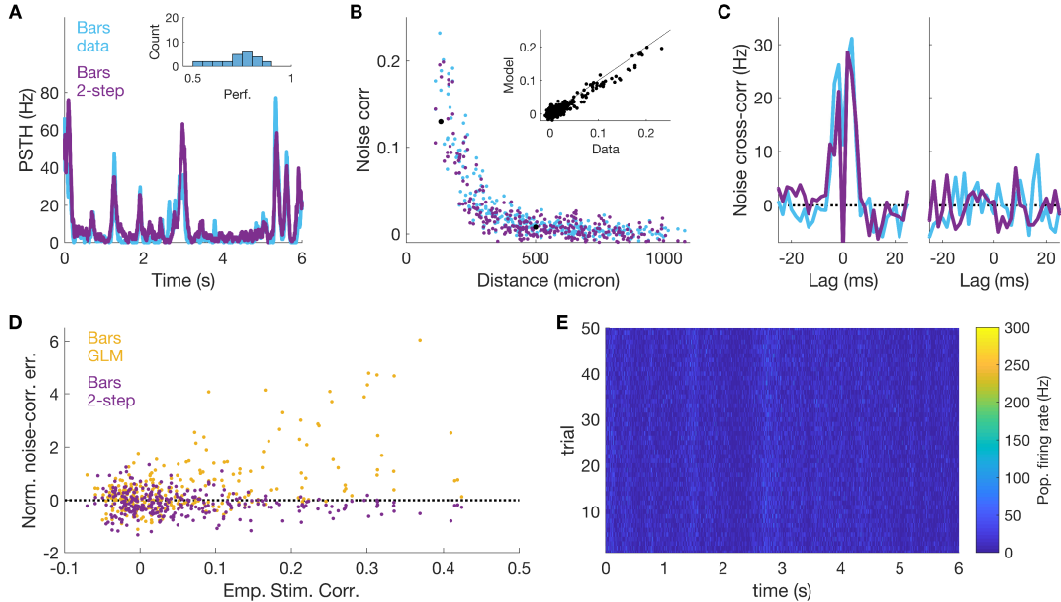 A
Bars
data
Bars
2-step
20
10
0
Count
0.5
1
Perf.
80
60
40
20
0
PSTH (Hz)
0
2
4
6
Time (s)
B
0.2
0.1
0
Noise corr
0
500
1000
Distance (micron)
0.2
0.1
0
Model
0
0.1
0.2
Data
C
30
20
10
0
Noise cross-corr (Hz)
-20
0
20
Lag (ms)
-20
0
20
Lag (ms)
D
Bars
GLM
Bars
2-step
6
4
2
0
-2
Norm. noise-corr. err.
-0.1
0
0.1
0.2
0.3
0.4
0.5
Emp. Stim. Corr.
E
50
40
30
20
10
trial
0
1
2
3
4
5
6
time (s)
300
250
200
150
100
50
0
Pop. firing rate (Hz)